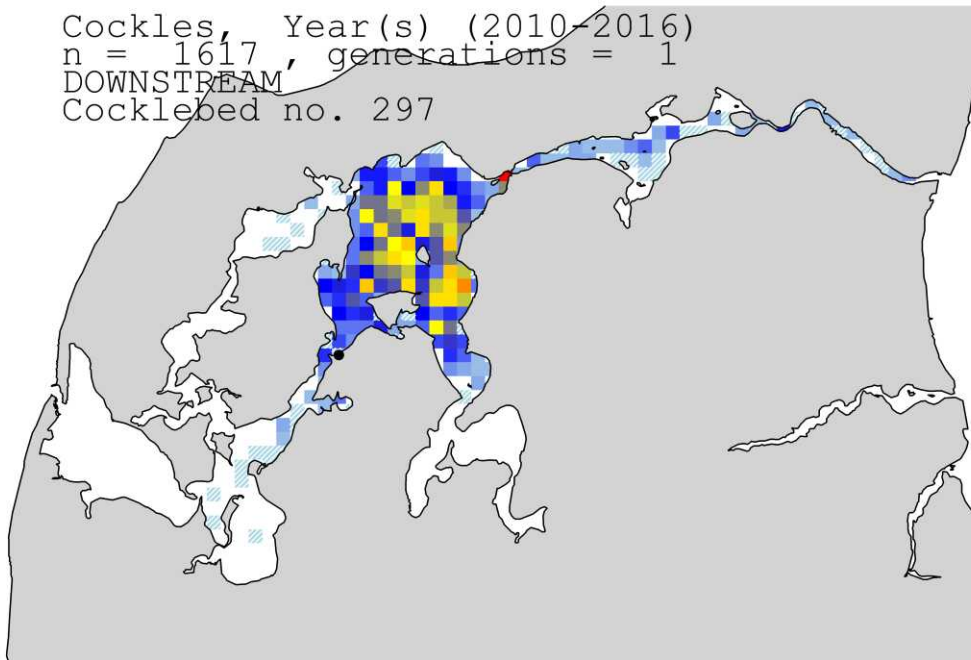 Cockles, Year(s) (2010-2016)
n = 1617 , generations = 1
DOWNSTREAM
Cocklebed no. 297